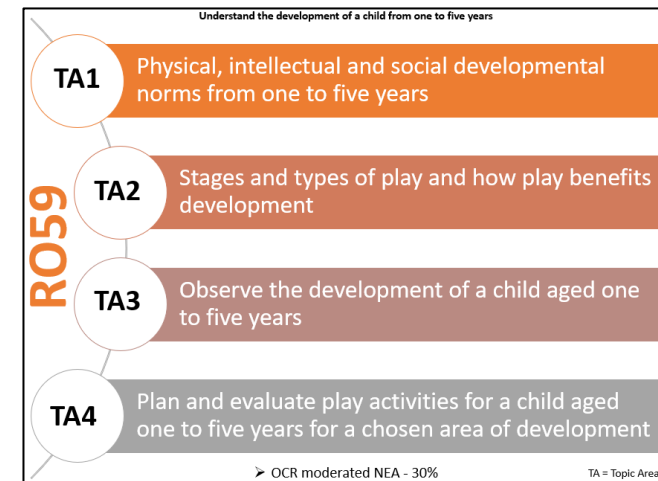 Understand the development of a child from one to five years
TA1
Physical, intellectual and social developmental
norms from one to five years
RO59
TA2
Stages and types of play and how play benefits
development
TA3
Observe the development of a child aged one
to five years
TA4
Plan and evaluate play activities for a child aged
one to five years for a chosen area of development
➢ OCR moderated NEA - 30%
TA = Topic Area